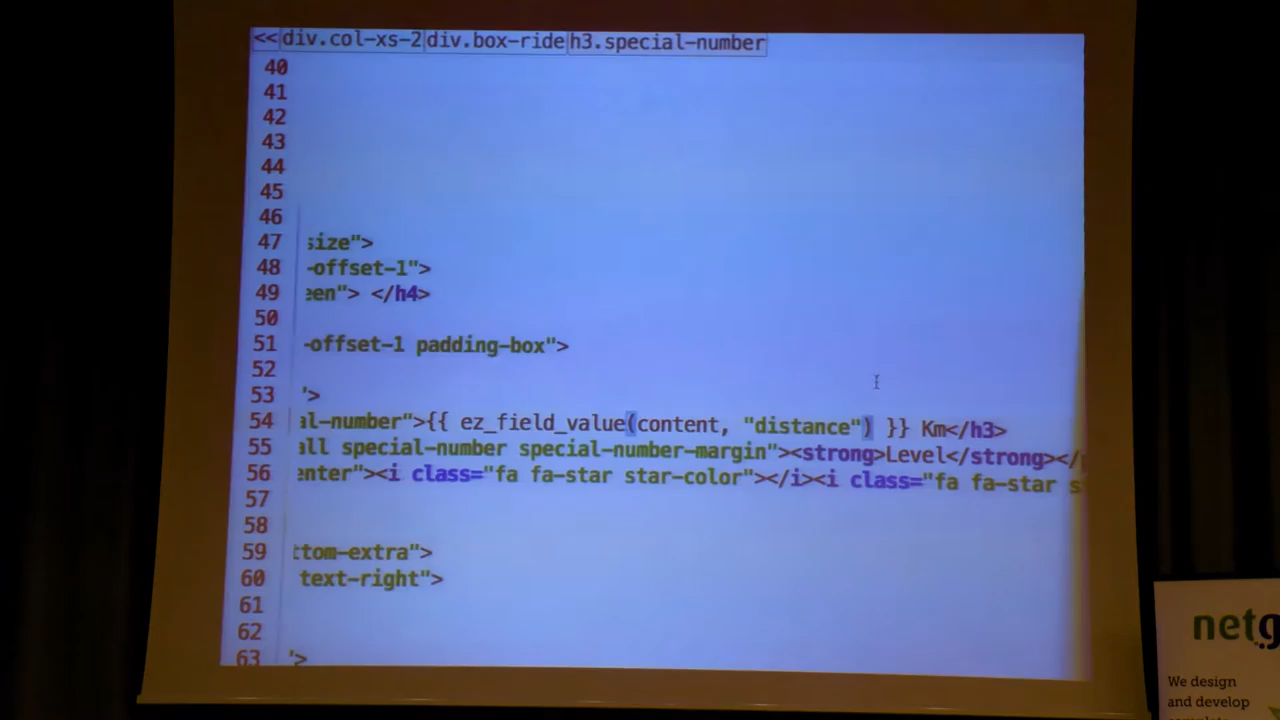 <<div.col-xs-2 div.box-ride h3.special-number
40
41
42
43
44
45
46
47 size">
48 -offset-1">
49 een"> </h4>
50
51 -offset-1 padding-box">
52
53 ">
54 al-number">{{ ez_field_value(content, "distance") }} Km</h3>
55 all special-number special-number-margin"><strong>Level</strong></
56 enter"><i class="fa fa-star star-color"></i><i class="fa fa-star s
57
58
59 ttom-extra">
60 text-right">
61
62
63 ">
netg
We design
and develop